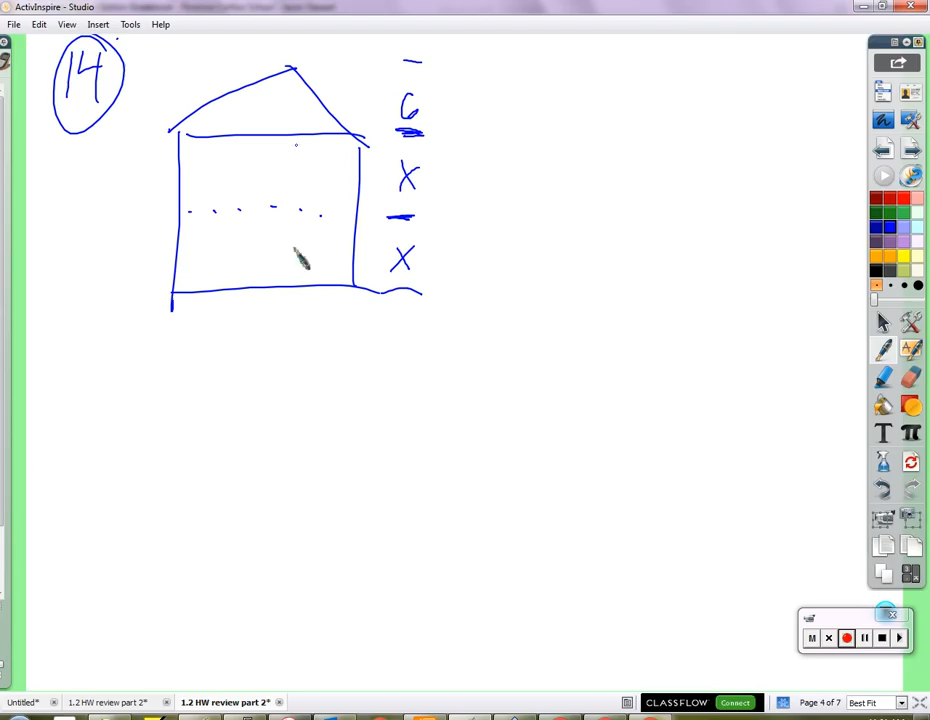 ActivInspire - Studio
File Edit View Insert Tools Help
14
6
X
X
T π
M
Untitled* 1.2 HW review part 2* 1.2 HW review part 2*
CLASSFLOW Connect
Page 4 of 7 Best Fit